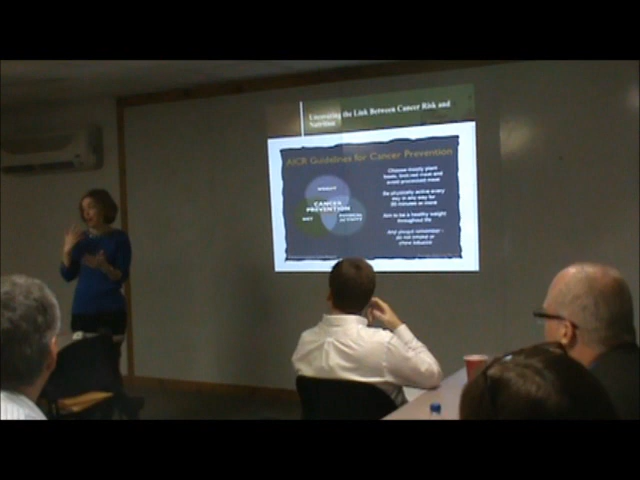 Uncovering the Link Between Cancer Risk and
Nutrition
AICR Guidelines for Cancer Prevention
WEIGHT
CANCER
PREVENTION
DIET
PHYSICAL
ACTIVITY
Choose mostly plant
foods, limit red meat and
avoid processed meat
Be physically active every
day in any way for
30 minutes or more
Aim to be a healthy weight
throughout life
And always remember –
do not smoke or
chew tobacco